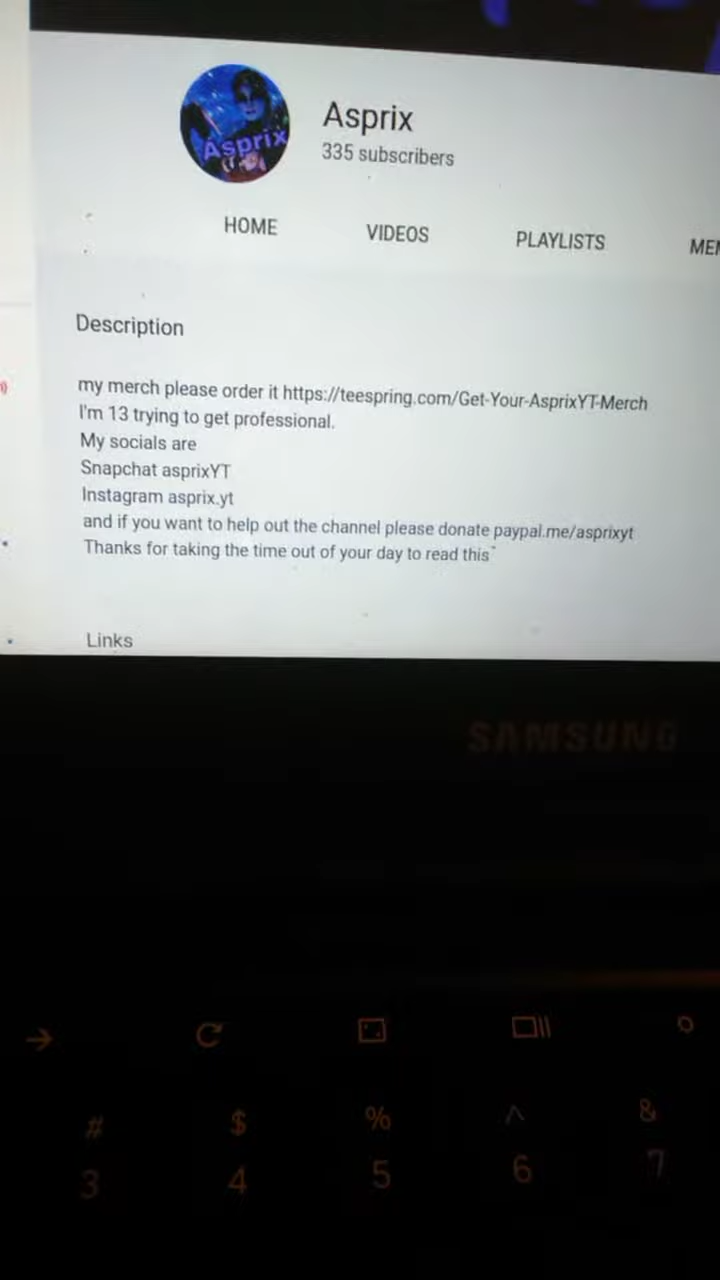 Asprix
Asprix
335 subscribers
HOME VIDEOS PLAYLISTS
Description
my merch please order it https://teespring.com/Get-Your-AsprixYT-Merch
I'm 13 trying to get professional.
My socials are
Snapchat asprixYT
Instagram asprix.yt
and if you want to help out the channel please donate paypal.me/asprixyt
Thanks for taking the time out of your day to read this`
Links
SAMSUNG
# $ % ^ &
3 4 5 6 7